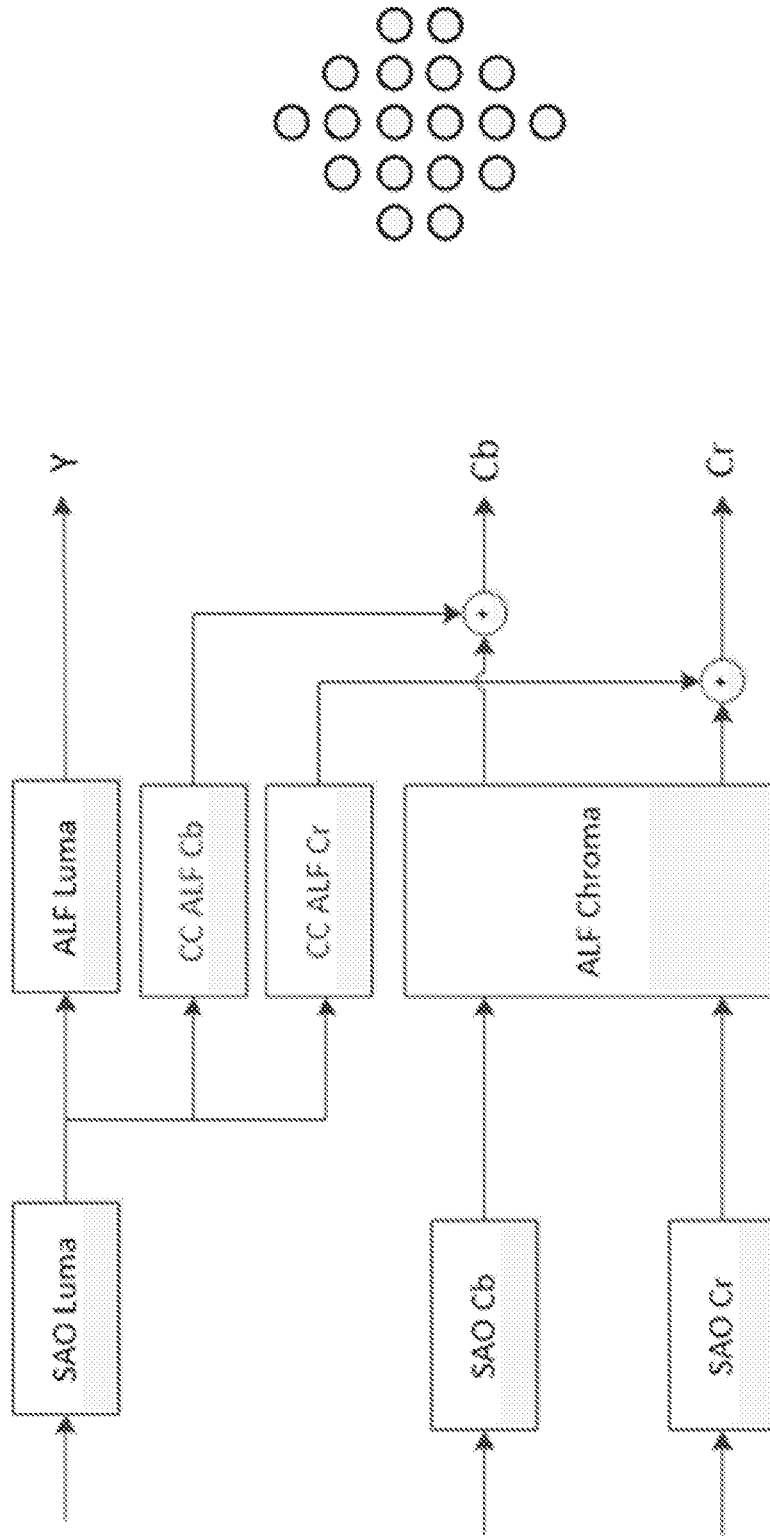 SAO Luma
ALF Luma
Y
CC ALF Cb
CC ALF Cr
SAO Cb
ALF Chroma
+
Cb
SAO Cr
+
Cr